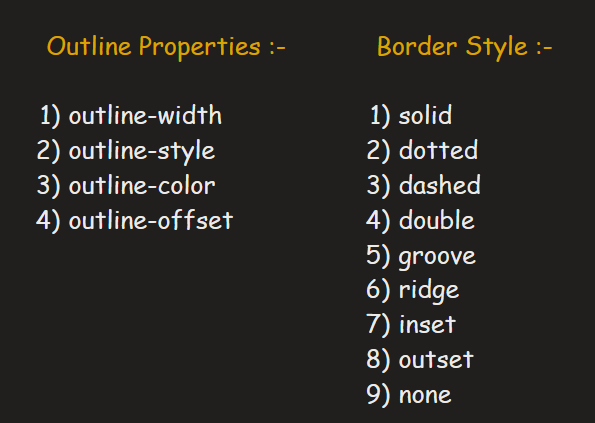 Outline Properties :-
1) outline-width
2) outline-style
3) outline-color
4) outline-offset
Border Style :-
1) solid
2) dotted
3) dashed
4) double
5) groove
6) ridge
7) inset
8) outset
9) none